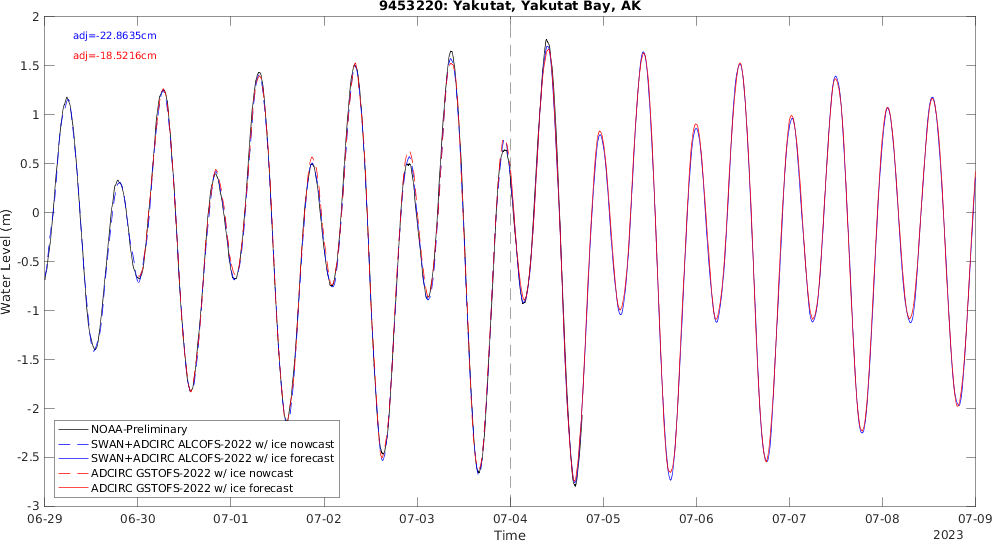 9453220: Yakutat, Yakutat Bay, AK
adj=-22.8635cm
adj=-18.5216cm
2
1.5
1
0.5
0
-0.5
-1
-1.5
-2
-2.5
-3
Water Level (m)
NOAA-Preliminary
SWAN+ADCIRC ALCOFS-2022 w/ ice nowcast
SWAN+ADCIRC ALCOFS-2022 w/ ice forecast
ADCIRC GSTOFS-2022 w/ ice nowcast
ADCIRC GSTOFS-2022 w/ ice forecast
06-29 06-30 07-01 07-02 07-03 07-04 07-05 07-06 07-07 07-08 07-09
Time
2023